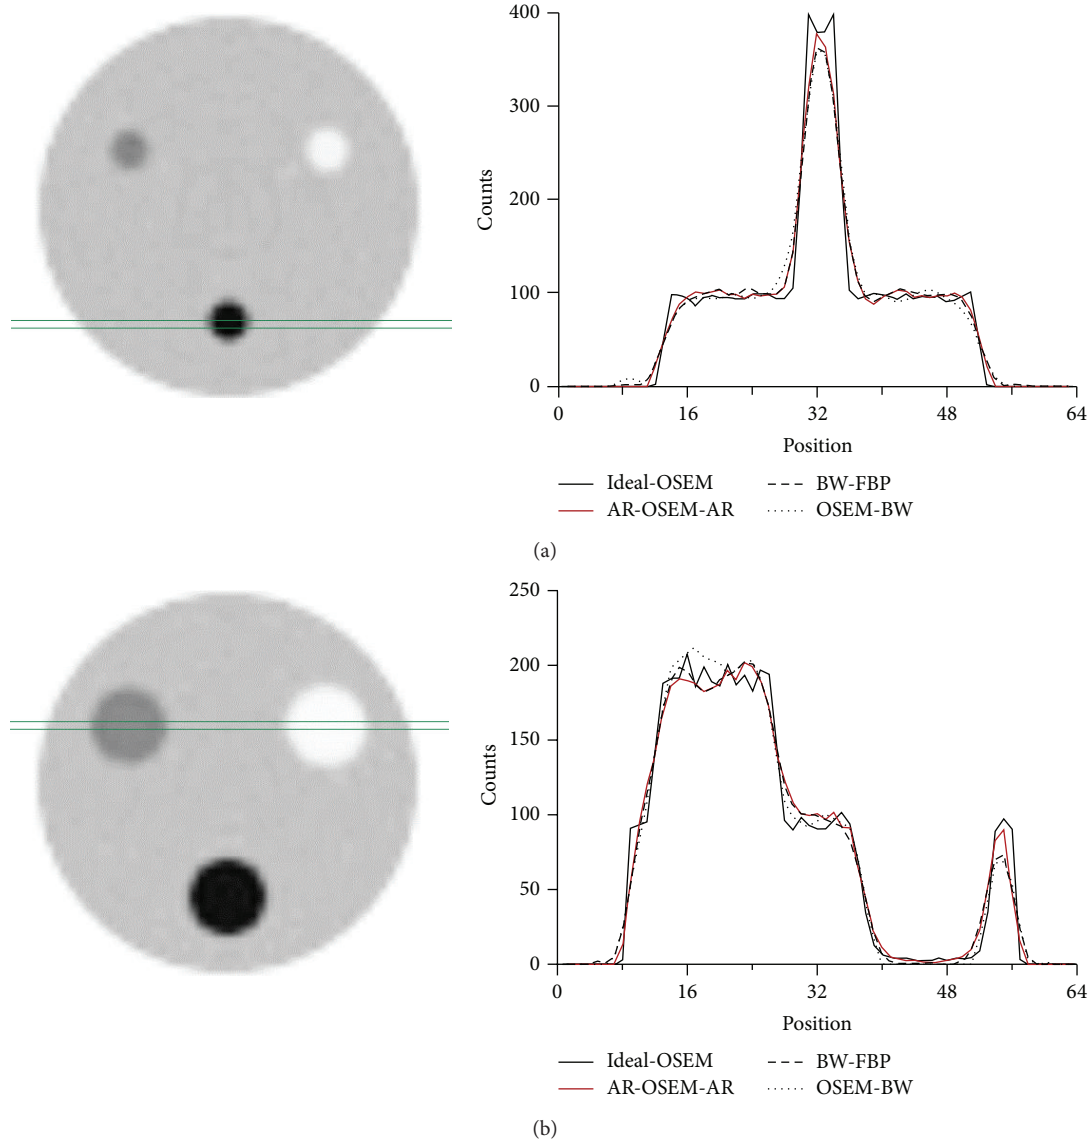 400
300
200
100
0
Counts
0 16 32 48 64
Position
Ideal-OSEM BW-FBP
AR-OSEM-AR OSEM-BW
(a)
250
200
150
100
50
0
Counts
0 16 32 48 64
Position
Ideal-OSEM BW-FBP
AR-OSEM-AR OSEM-BW
(b)